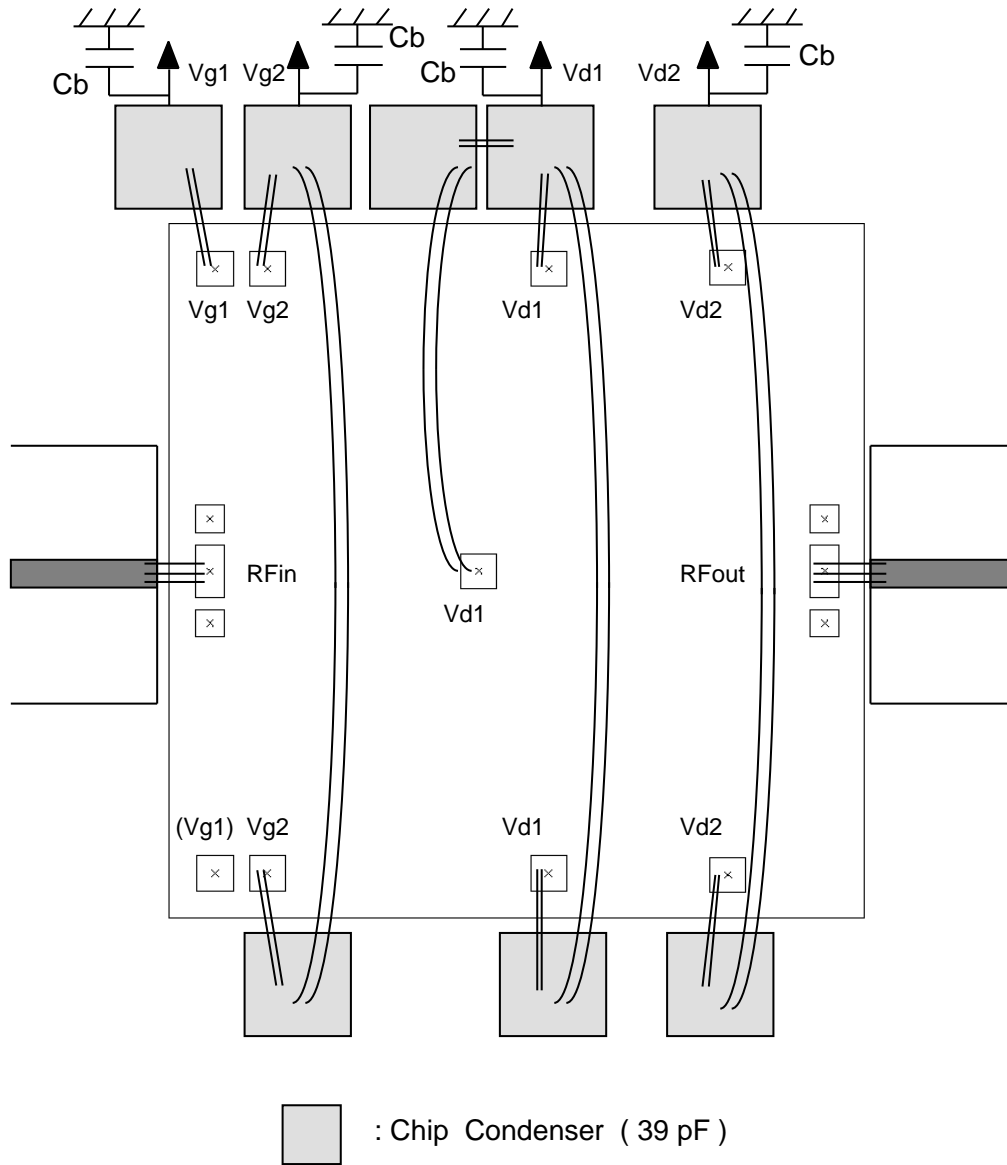 Cb Vg1 Vg2 Cb Cb Vd1 Vd2 Cb
Vg1 Vg2 Vd1 Vd2
RFin Vd1 RFout
(Vg1) Vg2 Vd1 Vd2
: Chip Condenser ( 39 pF )